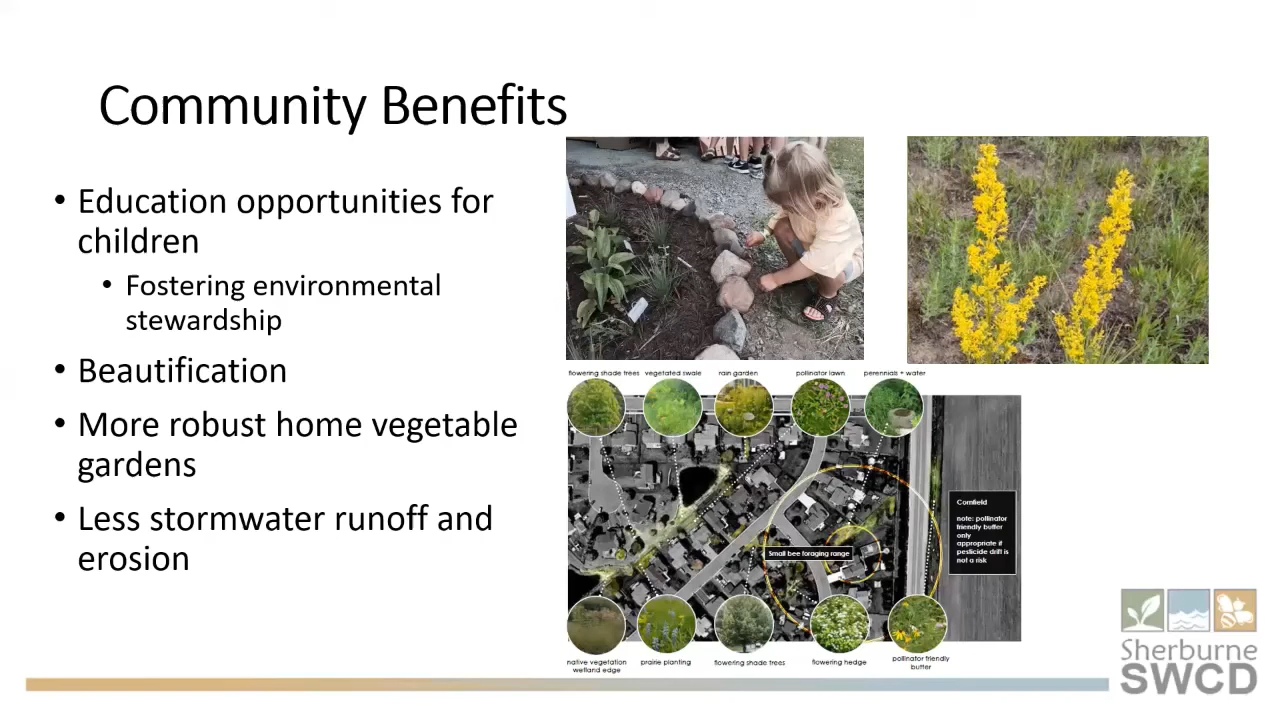 Community Benefits
• Education opportunities for
children
• Fostering environmental
stewardship
• Beautification
• More robust home vegetable
gardens
• Less stormwater runoff and
erosion
flowering shade trees
vegetated swale
rain garden
pollinator lawn
perennials + water
Cornfield
note: pollinator
friendly buffer
only
appropriate if
pesticide drift is
not a risk
Small bee foraging range
native vegetation
wetland edge
prairie planting
flowering shade trees
flowering hedge
pollinator friendly
buffer
Sherburne
SWCD